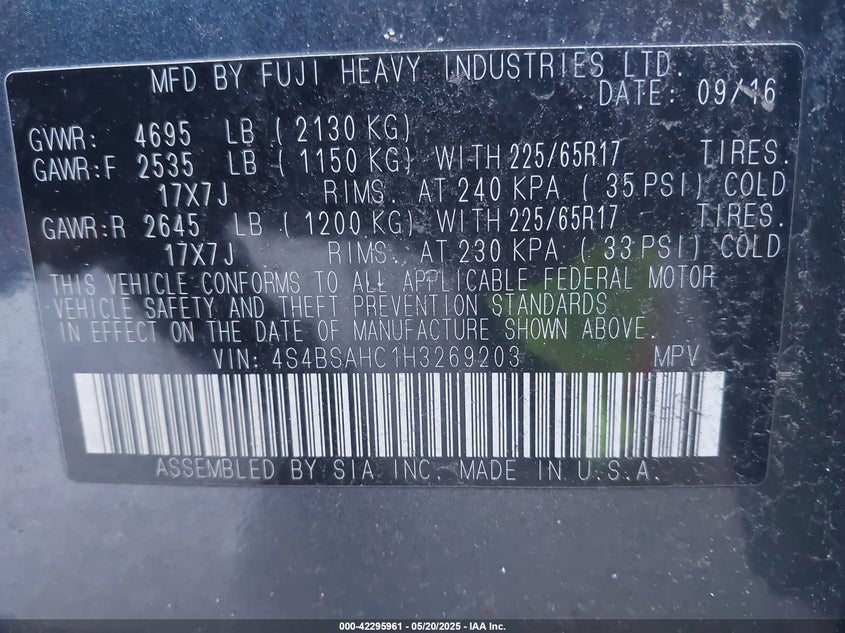 MFD BY FUJI HEAVY INDUSTRIES LTD.
DATE: 09/16
GVWR: 4695 LB (2130 KG)
GAWR:F 2535 LB (1150 KG) WITH 225/65R17 TIRES.
17X7J RIMS. AT 240 KPA (35 PSI) COLD
GAWR:R 2645 LB (1200 KG) WITH 225/65R17 TIRES.
17X7J RIMS. AT 230 KPA (33 PSI) COLD
THIS VEHICLE CONFORMS TO ALL APPLICABLE FEDERAL MOTOR
VEHICLE SAFETY AND THEFT PREVENTION STANDARDS
IN EFFECT ON THE DATE OF MANUFACTURE SHOWN ABOVE.
VIN: 4S4BSAHC1H3269203 MPV
ASSEMBLED BY SIA INC. MADE IN U.S.A.
000-42295961 - 05/20/2025 - IAA Inc.